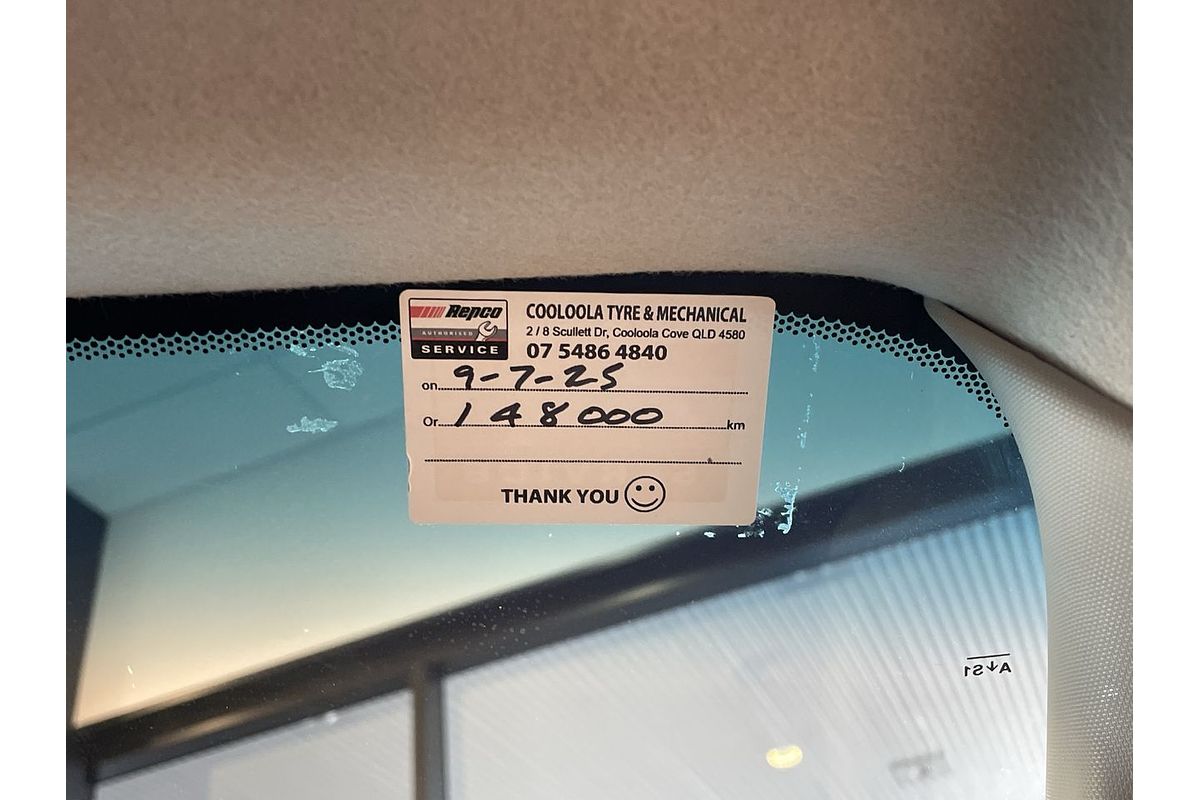 Repco
AUTHORISED
SERVICE
COOLOOLA TYRE & MECHANICAL
2 / 8 Scullett Dr, Cooloola Cove QLD 4580
07 5486 4840
on 9-7-25
Or 148000 km
THANK YOU
A↓S1